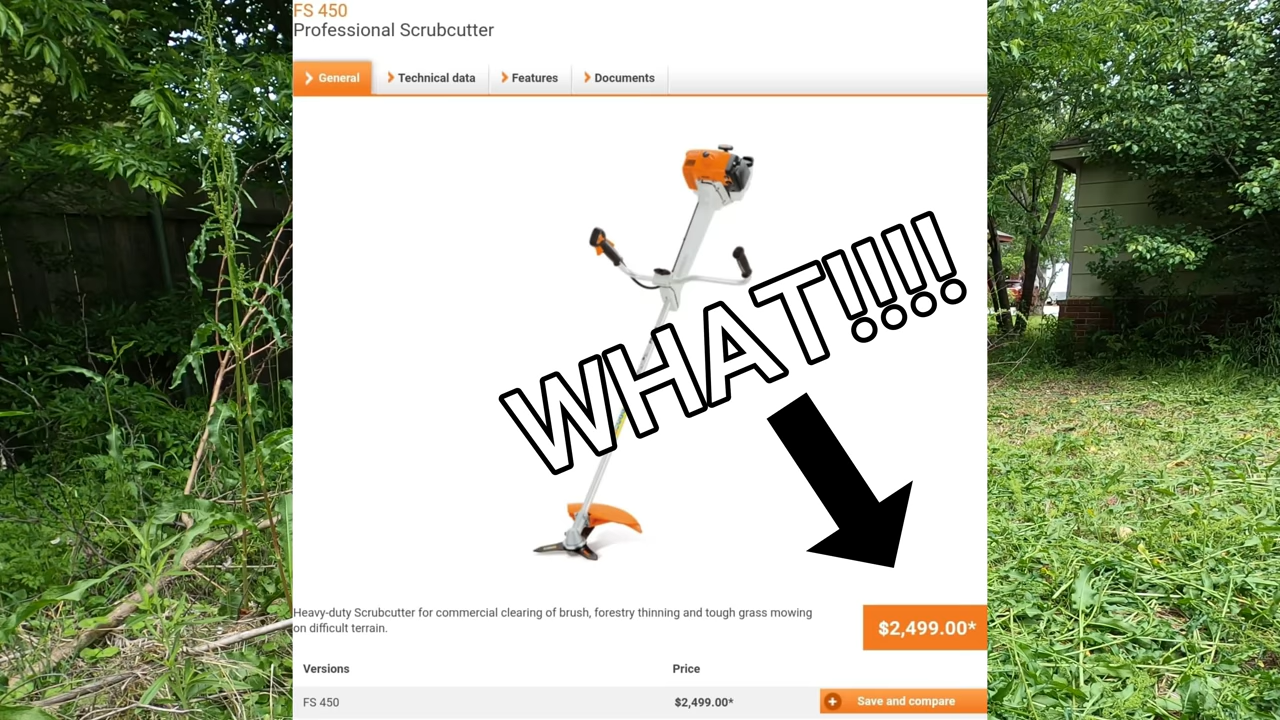 FS 450
Professional Scrubcutter
General
Technical data
Features
Documents
WHAT!!!!
Heavy-duty Scrubcutter for commercial clearing of brush, forestry thinning and tough grass mowing
on difficult terrain.
$2,499.00*
Versions
Price
FS 450
$2,499.00*
Save and compare